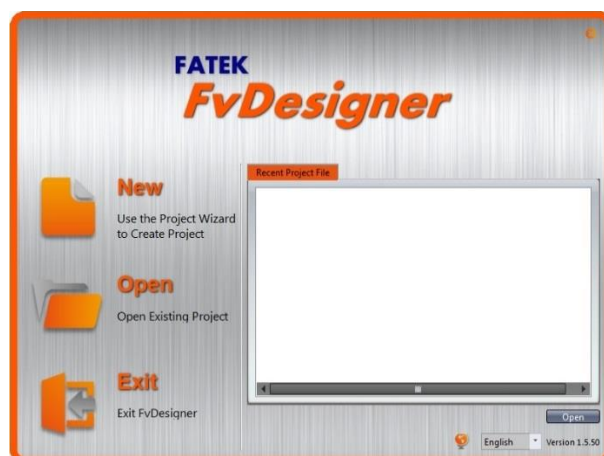 FATEK
FvDesigner
New
Use the Project Wizard
to Create Project
Open
Open Existing Project
Exit
Exit FvDesigner
Recent Project File
Open
English
Version 1.5.50